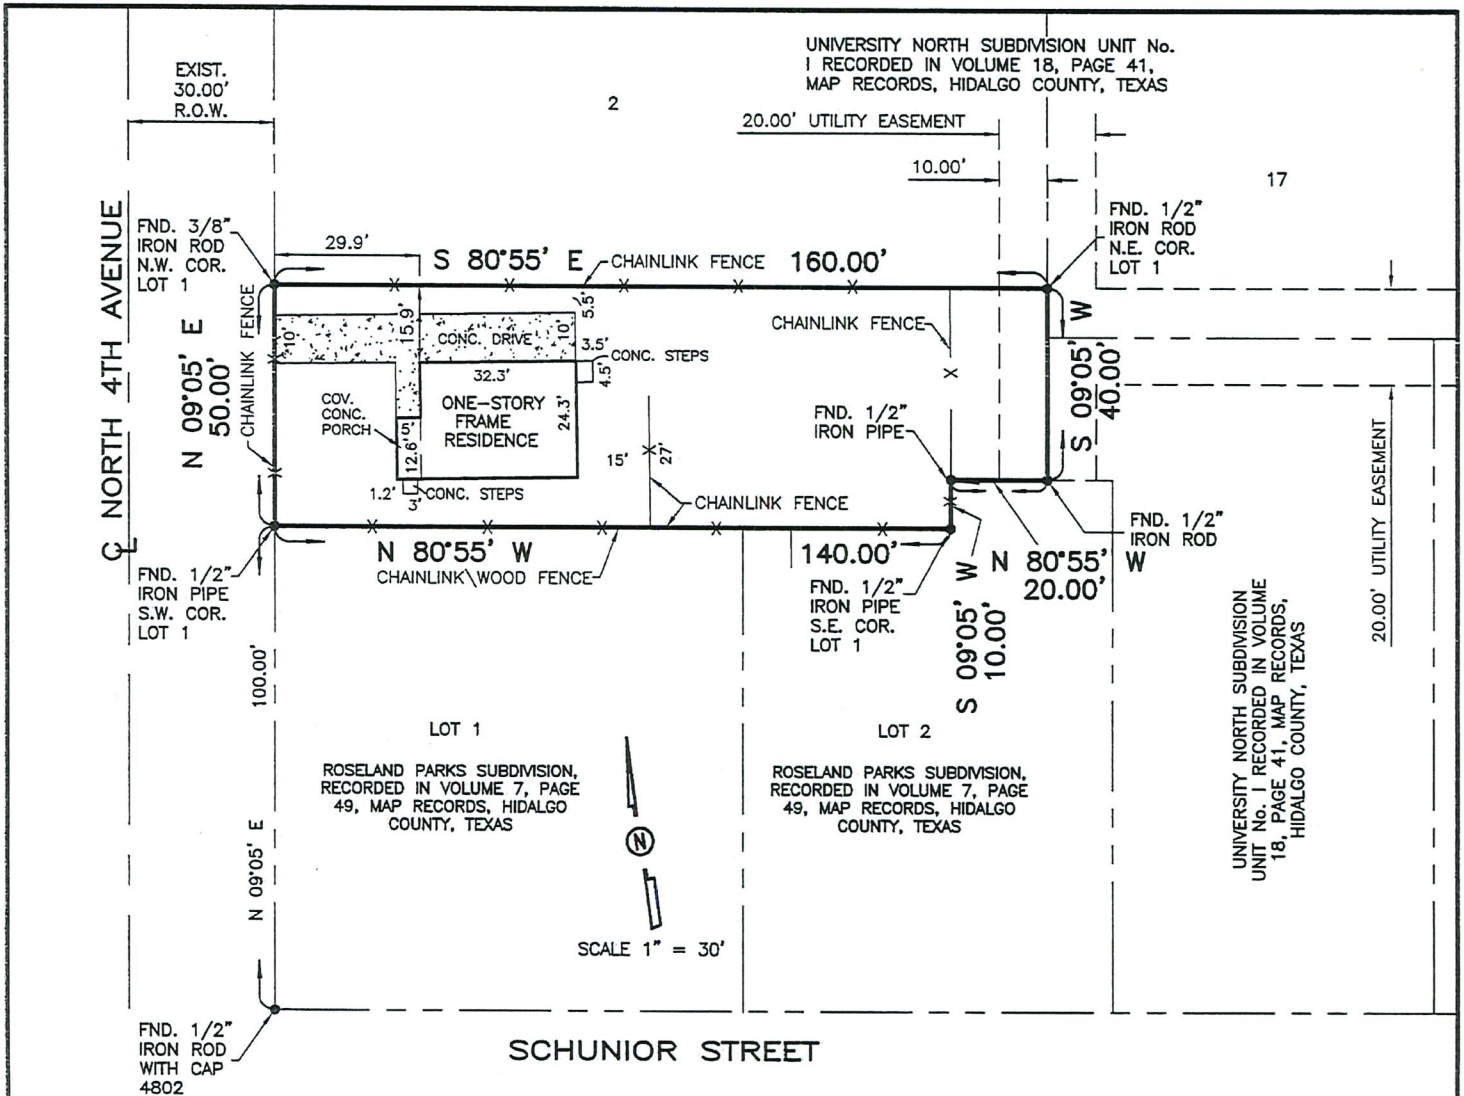 UNIVERSITY NORTH SUBDIVISION UNIT No.
I RECORDED IN VOLUME 18, PAGE 41,
MAP RECORDS, HIDALGO COUNTY, TEXAS
EXIST.
30.00'
R.O.W.
2
20.00' UTILITY EASEMENT
10.00'
17
NORTH 4TH AVENUE
FND. 3/8"
IRON ROD
N.W. COR.
LOT 1
29.9'
S 80°55' E
CHAINLINK FENCE
160.00'
FND. 1/2"
IRON ROD
N.E. COR.
LOT 1
N 09°05' E
50.00'
CHAINLINK FENCE
10'
15.9'
CONC. DRIVE
10'
5.5'
3.5'
CONC. STEPS
4.5'
32.3'
COV.
CONC.
PORCH
5'
12.6'
ONE-STORY
FRAME
RESIDENCE
24.3'
1.2'
CONC. STEPS
3'
15'
27'
CHAINLINK FENCE
CHAINLINK FENCE
FND. 1/2"
IRON PIPE
S 09°05' W
40.00'
FND. 1/2"
IRON ROD
20.00' UTILITY EASEMENT
N 80°55' W
140.00'
CHAINLINK\WOOD FENCE
FND. 1/2"
IRON PIPE
S.W. COR.
LOT 1
FND. 1/2"
IRON PIPE
S.E. COR.
LOT 1
S 09°05' W
10.00'
N 80°55' W
20.00'
100.00'
N 09°05' E
LOT 1
ROSELAND PARKS SUBDIVISION,
RECORDED IN VOLUME 7, PAGE
49, MAP RECORDS, HIDALGO
COUNTY, TEXAS
LOT 2
ROSELAND PARKS SUBDIVISION,
RECORDED IN VOLUME 7, PAGE
49, MAP RECORDS, HIDALGO
COUNTY, TEXAS
UNIVERSITY NORTH SUBDIVISION
UNIT No. I RECORDED IN VOLUME
18, PAGE 41, MAP RECORDS,
HIDALGO COUNTY, TEXAS
N
SCALE 1" = 30'
FND. 1/2"
IRON ROD
WITH CAP
4802
SCHUNIOR STREET